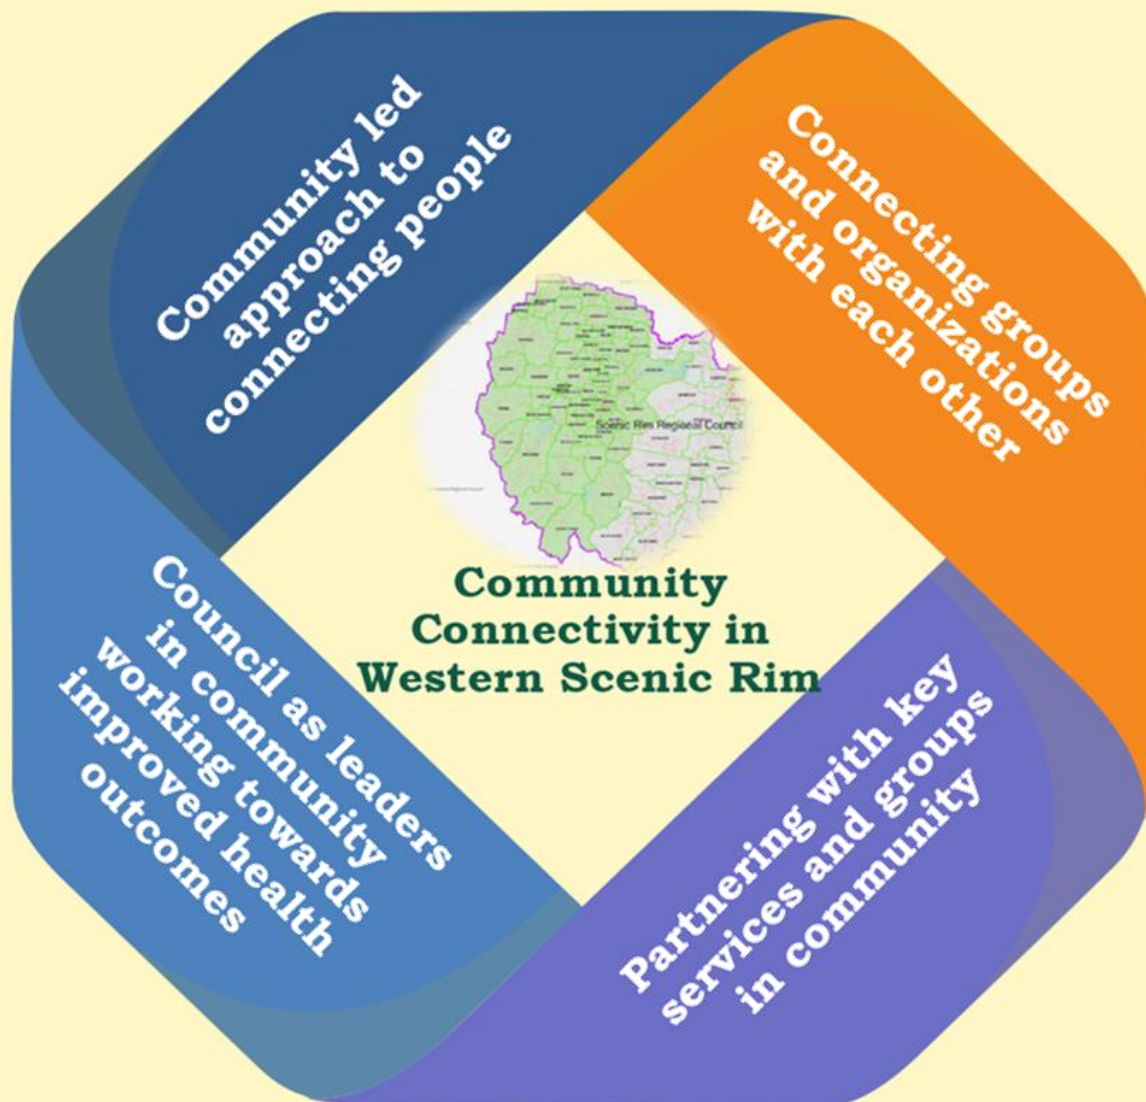 Community led
approach to
connecting people
Connecting groups
and organizations
with each other
Scenic Rim Regional Council
Community
Connectivity in
Western Scenic Rim
Council as leaders
in community
working towards
improved health
outcomes
Partnering with key
services and groups
in community